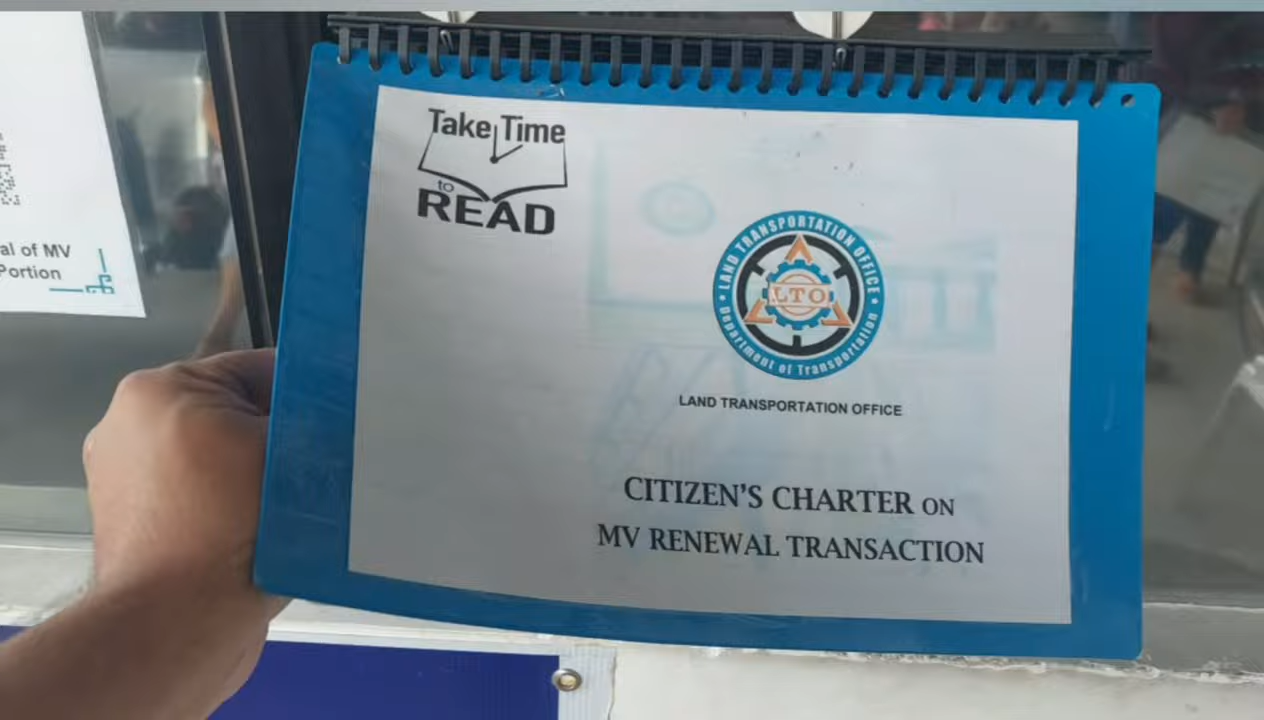 Take Time
to
READ
LAND TRANSPORTATION OFFICE
LTO
Department of Transportation
LAND TRANSPORTATION OFFICE
CITIZEN'S CHARTER ON
MV RENEWAL TRANSACTION
al of MV
Portion